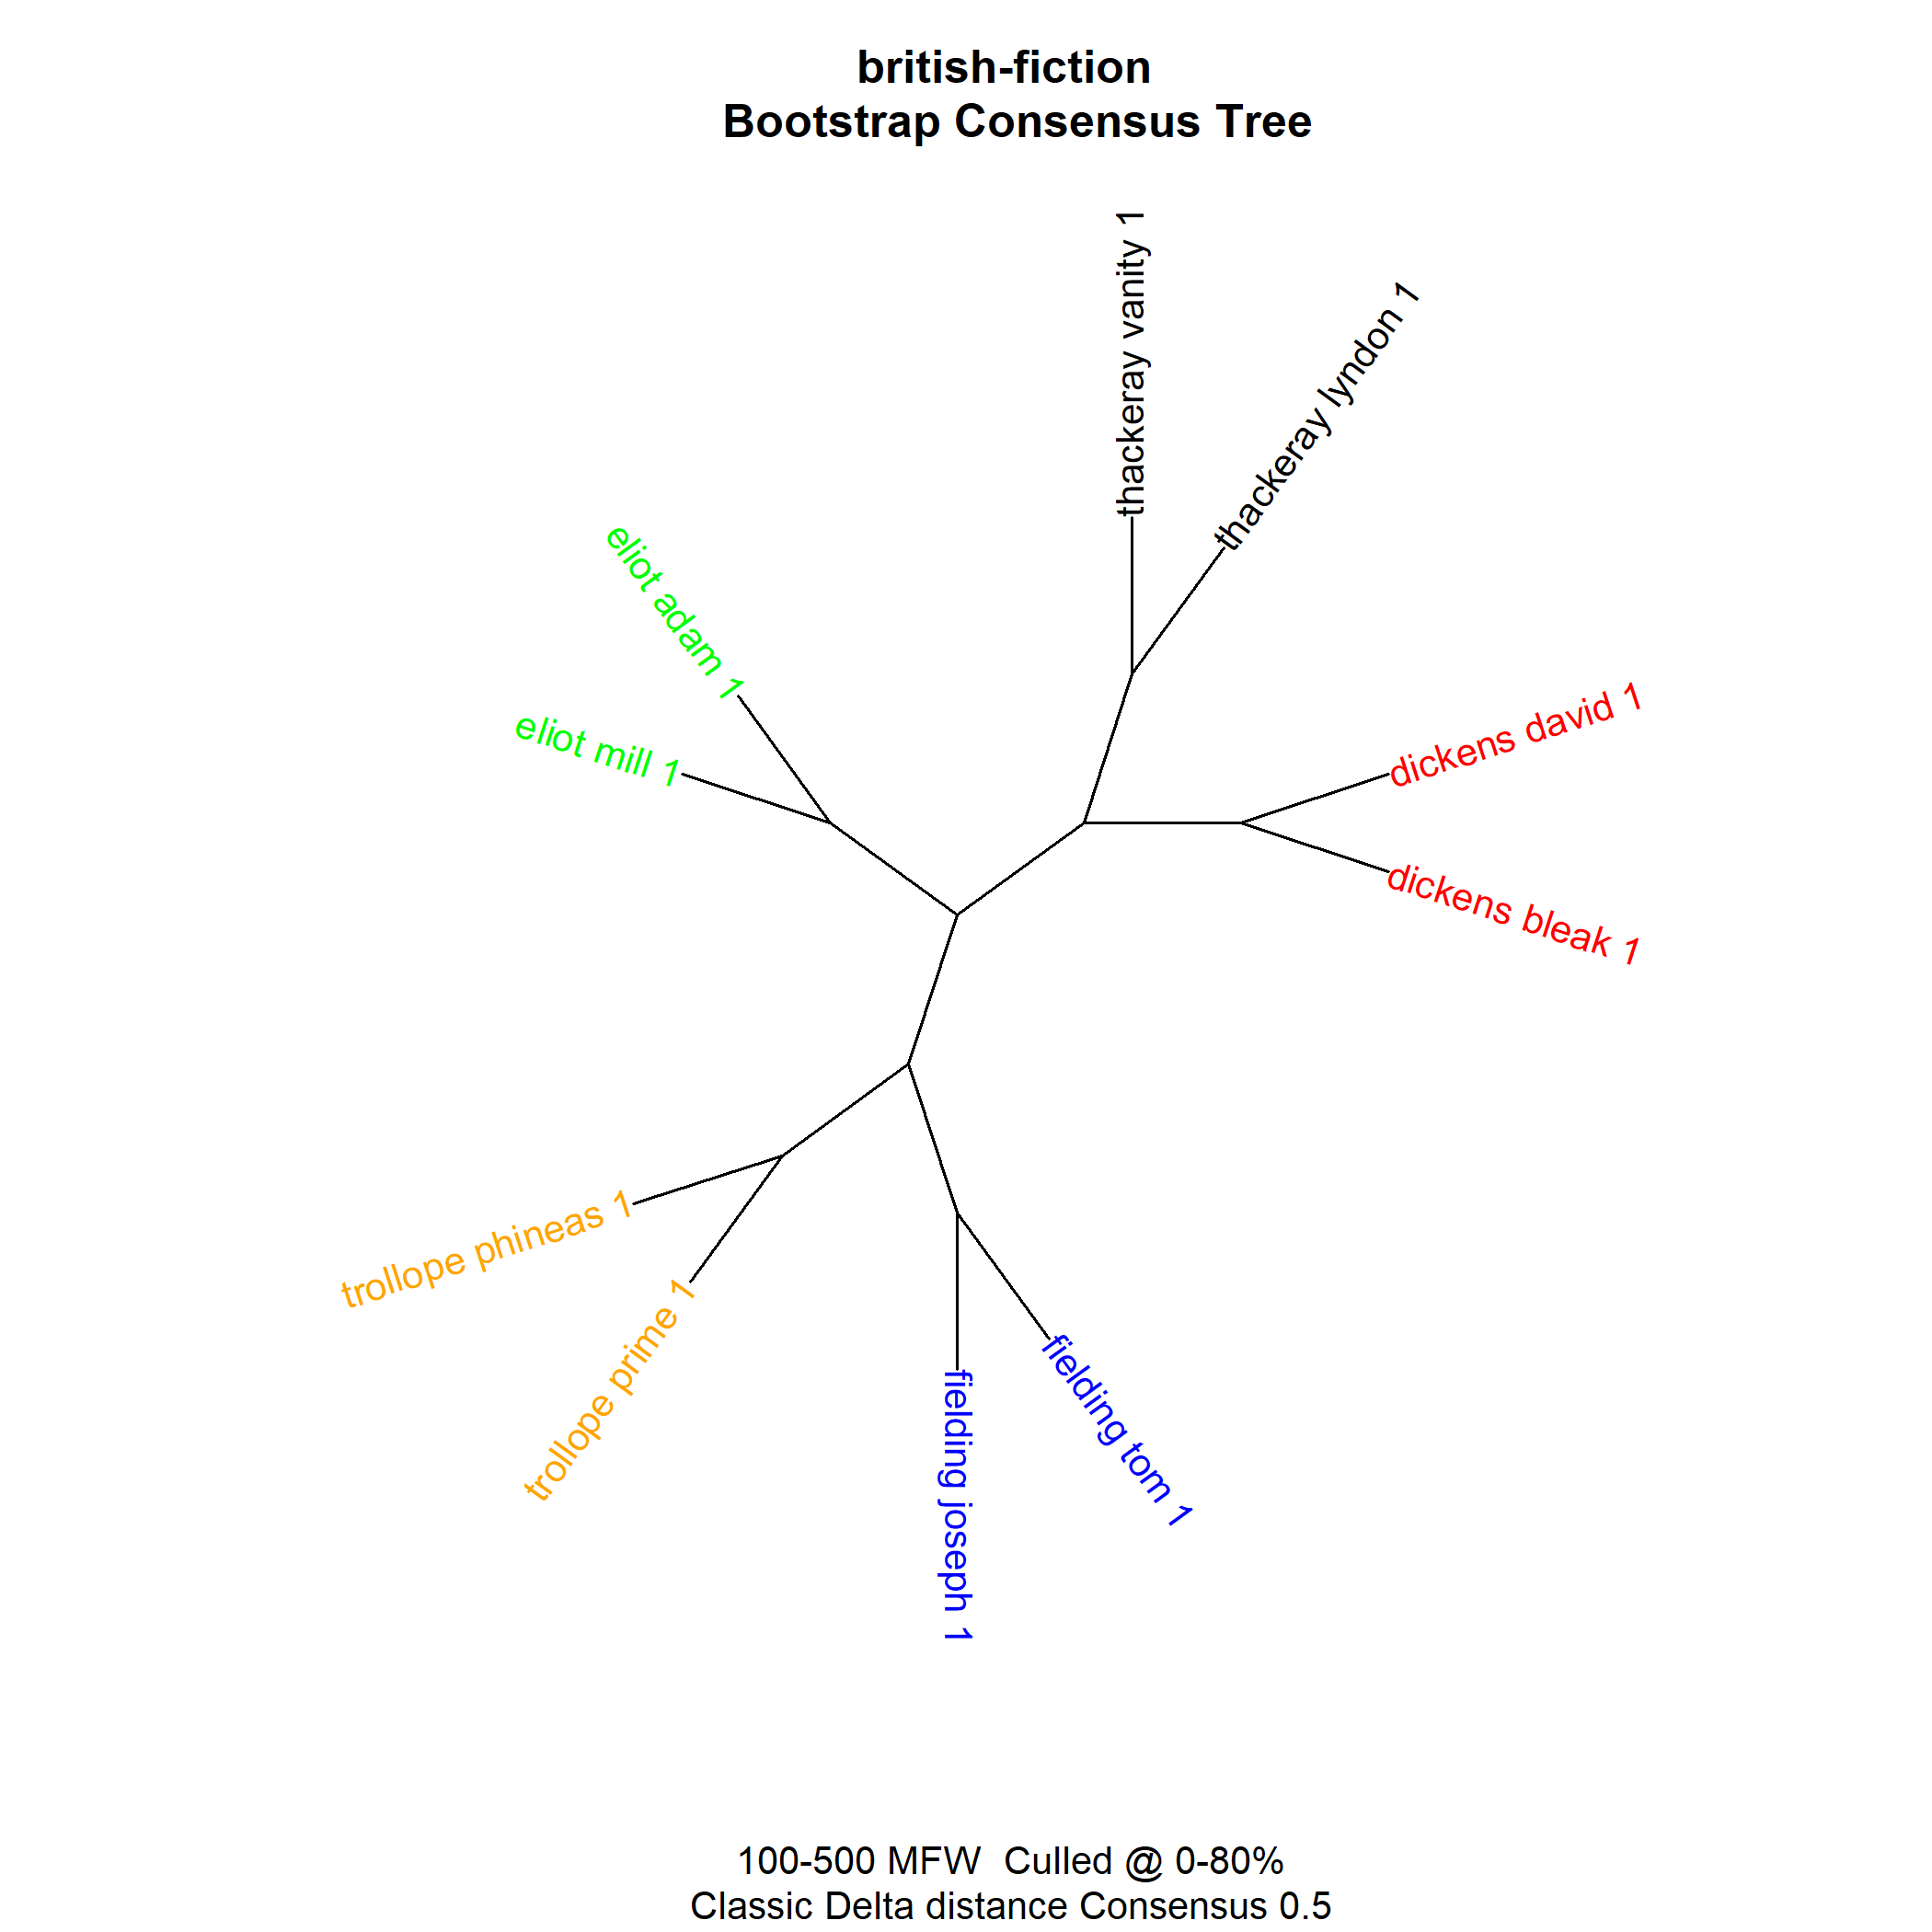 british-fiction
Bootstrap Consensus Tree
thackeray vanity 1
thackeray lyndon 1
eliot adam 1
eliot mill 1
dickens david 1
dickens bleak 1
trollope phineas 1
trollope prime 1
fielding joseph 1
fielding tom 1
100-500 MFW  Culled @ 0-80%
Classic Delta distance Consensus 0.5